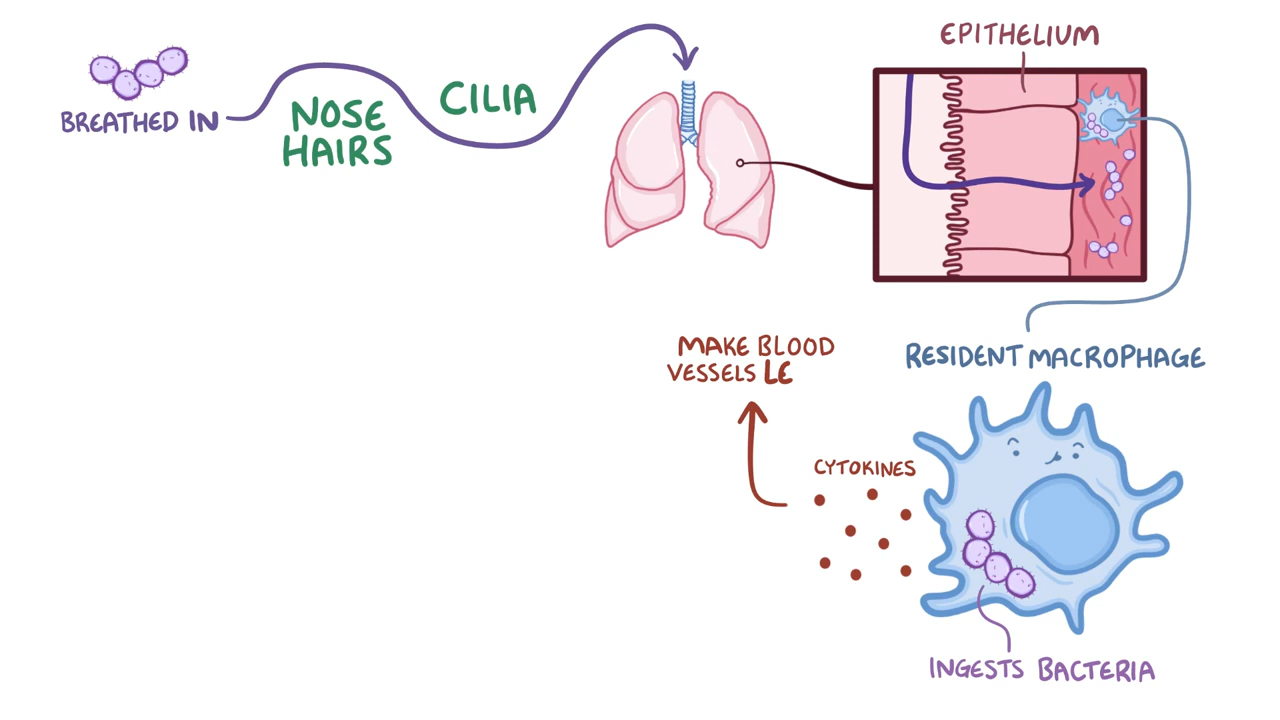 BREATHED IN
NOSE
HAIRS
CILIA
EPITHELIUM
RESIDENT MACROPHAGE
MAKE BLOOD
VESSELS LE
CYTOKINES
INGESTS BACTERIA